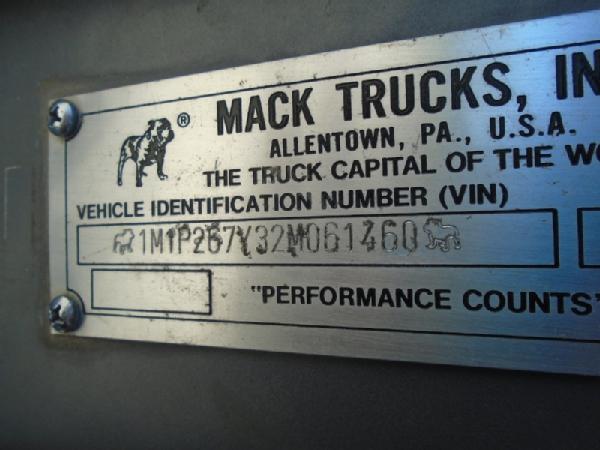 MACK TRUCKS, IN
ALLENTOWN, PA., U.S.A.
THE TRUCK CAPITAL OF THE WO
VEHICLE IDENTIFICATION NUMBER (VIN)
1M1P267Y32M061460
"PERFORMANCE COUNTS"
®